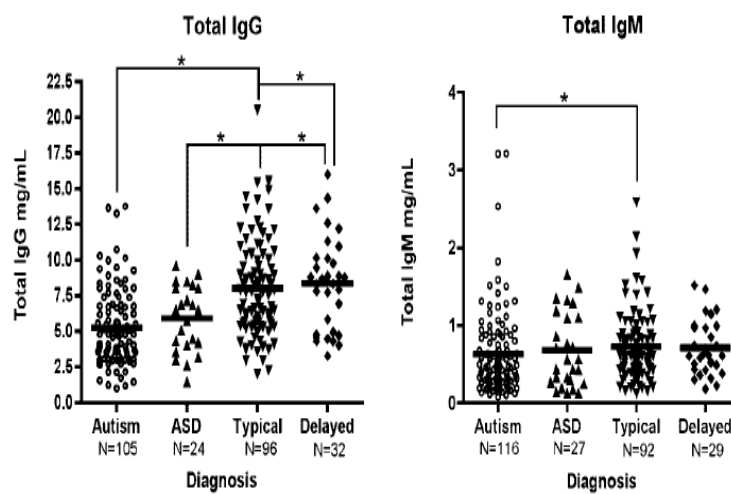 Total IgG
*
*
*
*
22.5
20.0
17.5
15.0
12.5
10.0
7.5
5.0
2.5
0.0
Total IgG mg/mL
Autism ASD Typical Delayed
N=105 N=24 N=96 N=32
Diagnosis
Total IgM
*
4
3
2
1
0
Total IgM mg/mL
Autism ASD Typical Delayed
N=116 N=27 N=92 N=29
Diagnosis